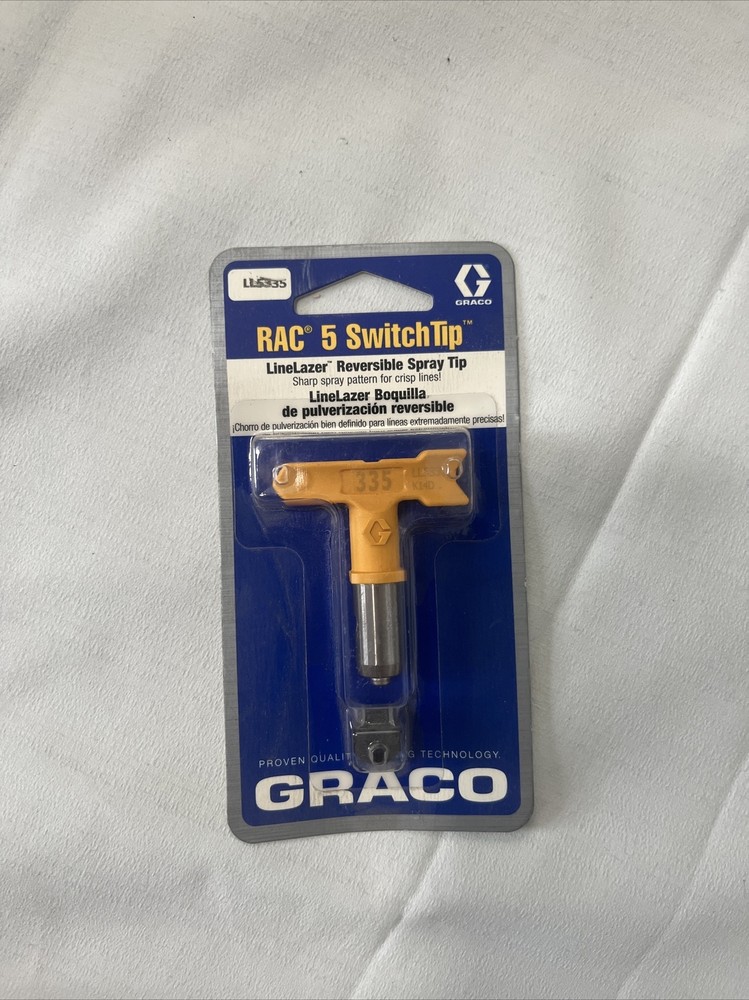 LL5335
GRACO
RAC® 5 SwitchTip™
LineLazer™ Reversible Spray Tip
Sharp spray pattern for crisp lines!
LineLazer Boquilla
de pulverización reversible
¡Chorro de pulverización bien definido para líneas extremadamente precisas!
335
PROVEN QUALIT G TECHNOLOGY.
GRACO